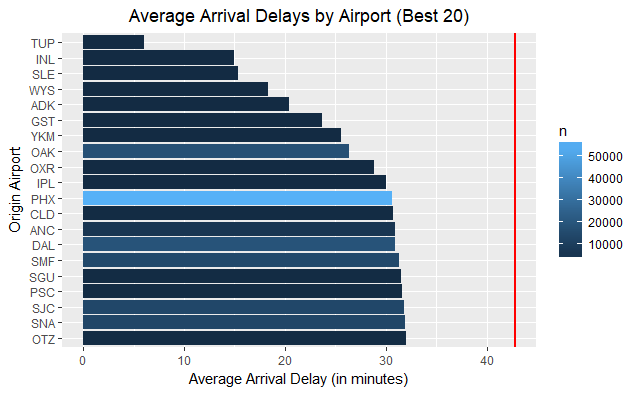 Average Arrival Delays by Airport (Best 20)
Origin Airport
TUP
INL
SLE
WYS
ADK
GST
YKM
OAK
OXR
IPL
PHX
CLD
ANC
DAL
SMF
SGU
PSC
SJC
SNA
OTZ
0 10 20 30 40
Average Arrival Delay (in minutes)
n
50000
40000
30000
20000
10000